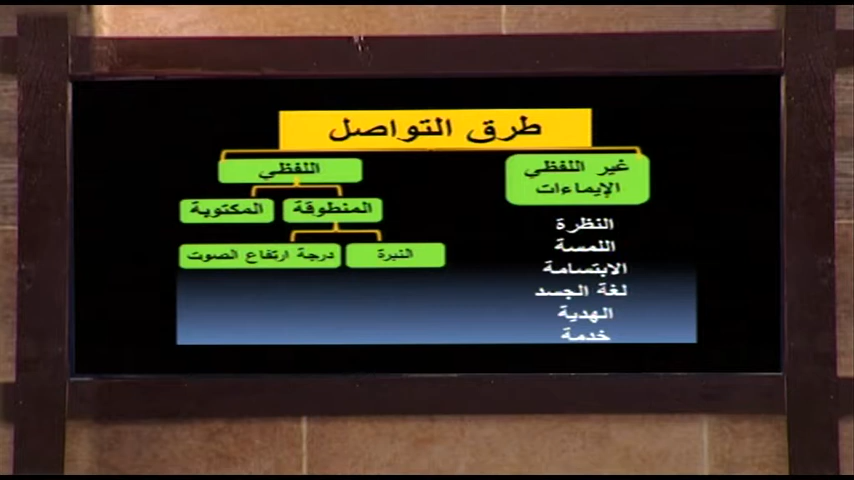 طرق التواصل
غير اللفظي
الإيماءات
النظرة
اللمسة
الابتسامة
لغة الجسد
الهدية
خدمة
اللفظي
المنطوقة
المكتوبة
النبرة
درجة ارتفاع الصوت